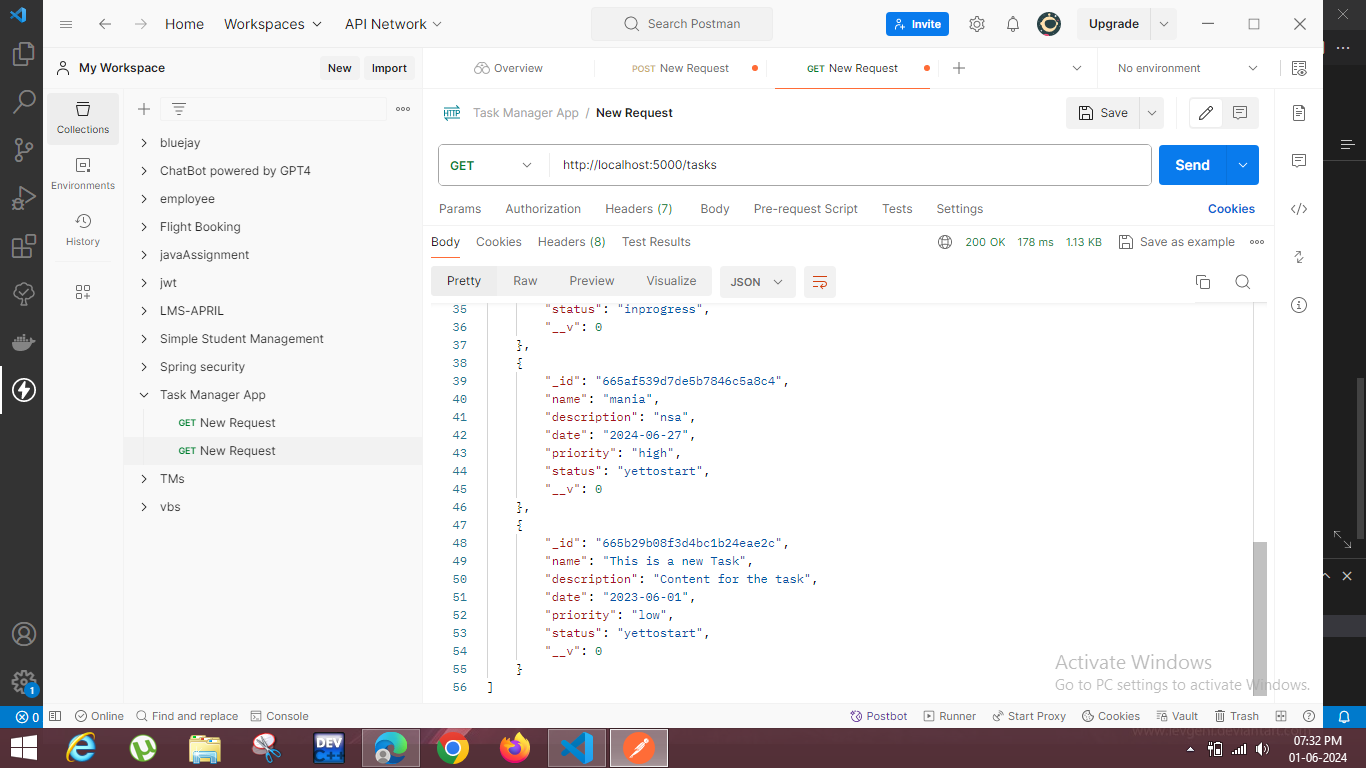 Home Workspaces API Network Search Postman Invite Upgrade
My Workspace New Import Overview POST New Request GET New Request No environment
Collections
Environments
History
bluejay
ChatBot powered by GPT4
employee
Flight Booking
javaAssignment
jwt
LMS-APRIL
Simple Student Management
Spring security
Task Manager App
GET New Request
GET New Request
TMs
vbs
HTTP Task Manager App / New Request Save
GET http://localhost:5000/tasks Send
Params Authorization Headers (7) Body Pre-request Script Tests Settings Cookies
Body Cookies Headers (8) Test Results 200 OK 178 ms 1.13 KB Save as example
Pretty Raw Preview Visualize JSON
35 "status": "inprogress",
36 "__v": 0
37 },
38 {
39 "_id": "665af539d7de5b7846c5a8c4",
40 "name": "mania",
41 "description": "nsa",
42 "date": "2024-06-27",
43 "priority": "high",
44 "status": "yettostart",
45 "__v": 0
46 },
47 {
48 "_id": "665b29b08f3d4bc1b24eae2c",
49 "name": "This is a new Task",
50 "description": "Content for the task",
51 "date": "2023-06-01",
52 "priority": "low",
53 "status": "yettostart",
54 "__v": 0
55 }
56 ]
Activate Windows
Go to PC settings to activate Windows.
1
0 Online Find and replace Console Postbot Runner Start Proxy Cookies Vault Trash
DEV C++
07:32 PM
01-06-2024